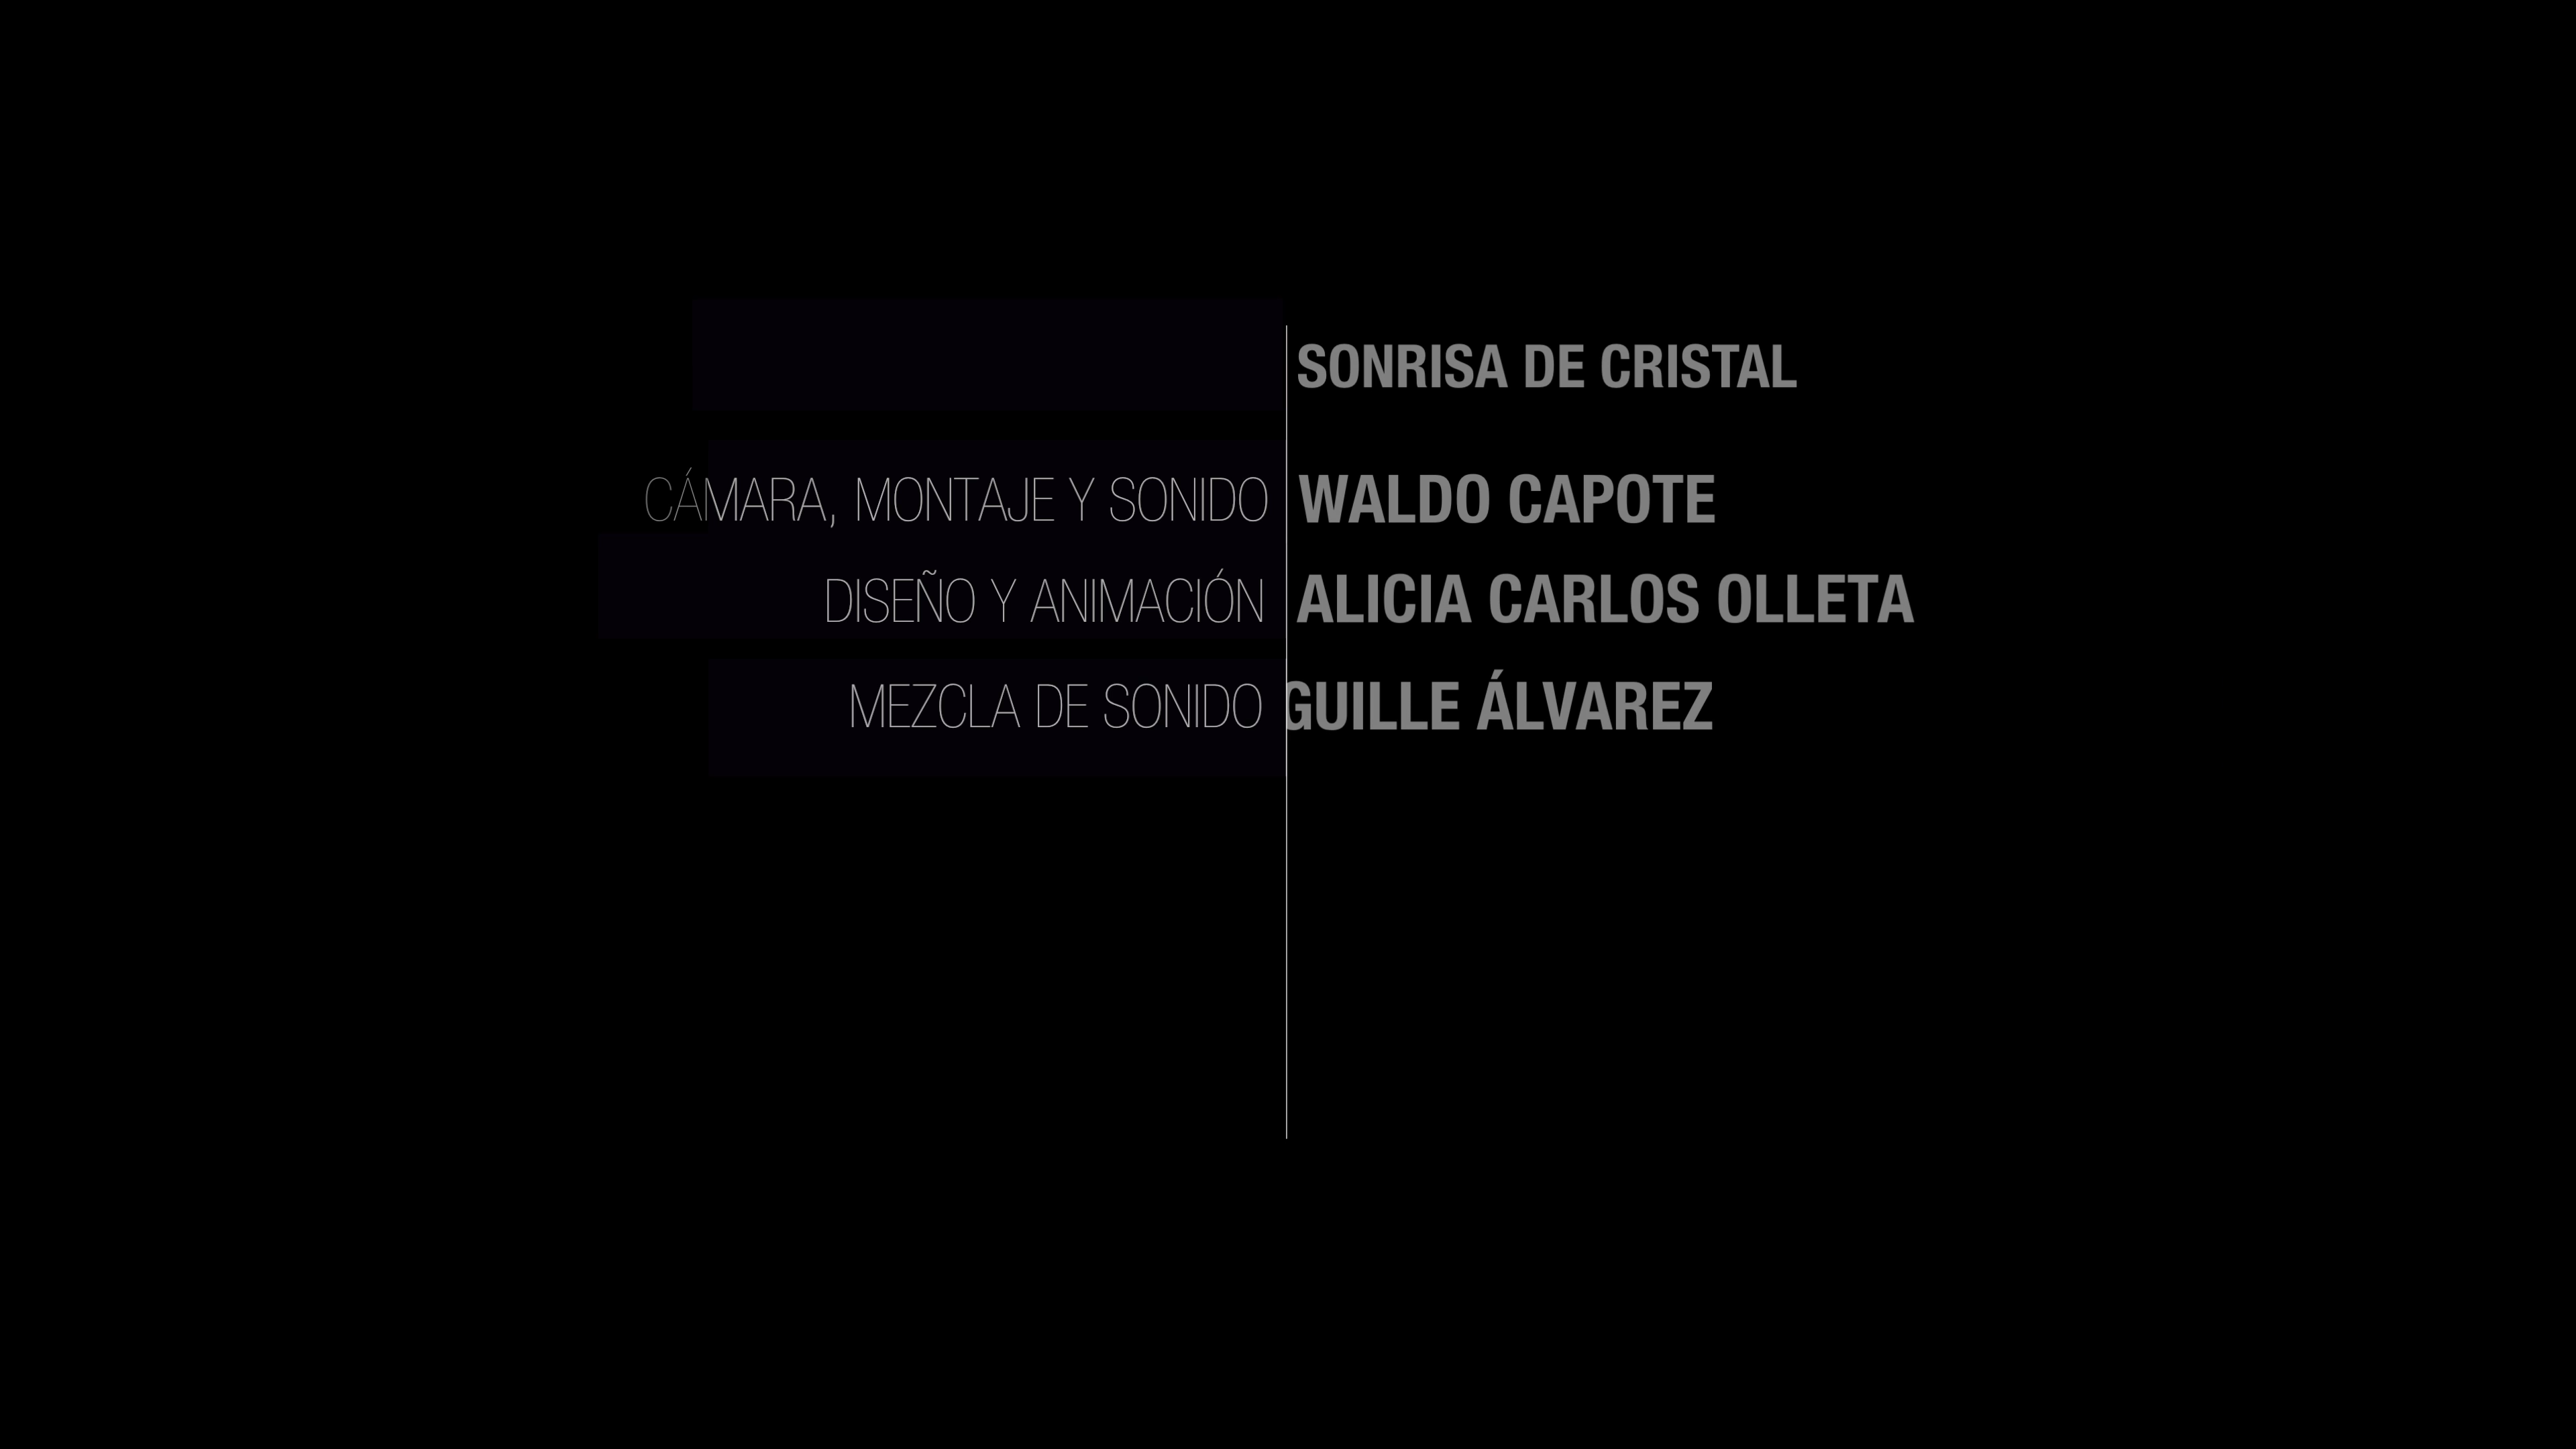 SONRISA DE CRISTAL
CÁMARA, MONTAJE Y SONIDO WALDO CAPOTE
DISEÑO Y ANIMACIÓN ALICIA CARLOS OLLETA
MEZCLA DE SONIDO GUILLE ÁLVAREZ